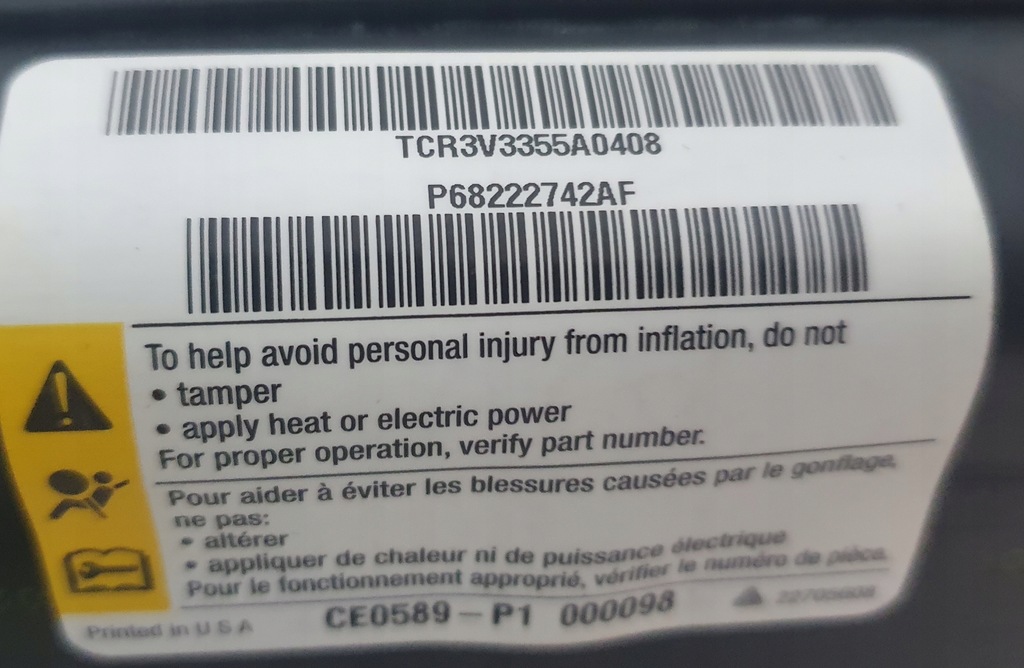 TCR3V3355A0408
P68222742AF
To help avoid personal injury from inflation, do not
• tamper
• apply heat or electric power
For proper operation, verify part number.
Pour aider à éviter les blessures causées par le gonflage,
ne pas:
• altérer
• appliquer de chaleur ni de puissance électrique
Pour le fonctionnement approprié, vérifier le numéro de pièce.
CE0589-P1 000098
Printed in U S A